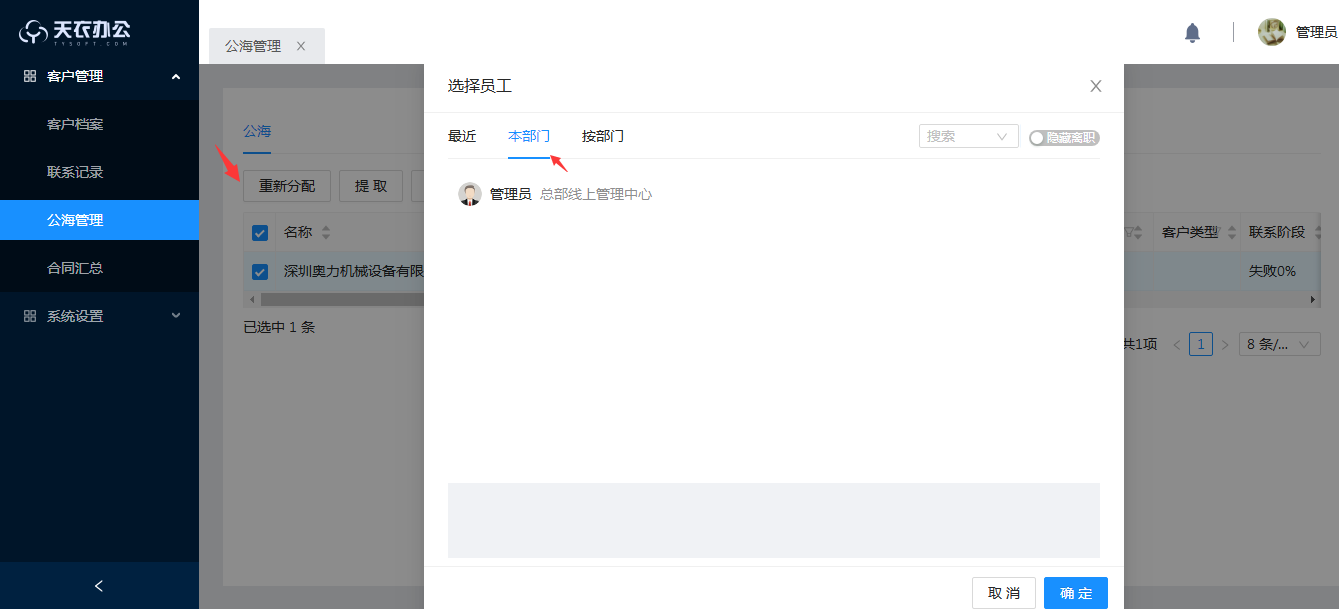 天衣办公
TYSOFT.COM
客户管理
客户档案
联系记录
公海管理
合同汇总
系统设置
公海管理
管理员
公海
重新分配
提 取
名称
客户类型
联系阶段
深圳奥力机械设备有限
失败0%
已选中 1 条
共1项
1
8 条/...
选择员工
最近
本部门
按部门
搜索
隐藏离职
管理员 总部线上管理中心
取 消
确 定